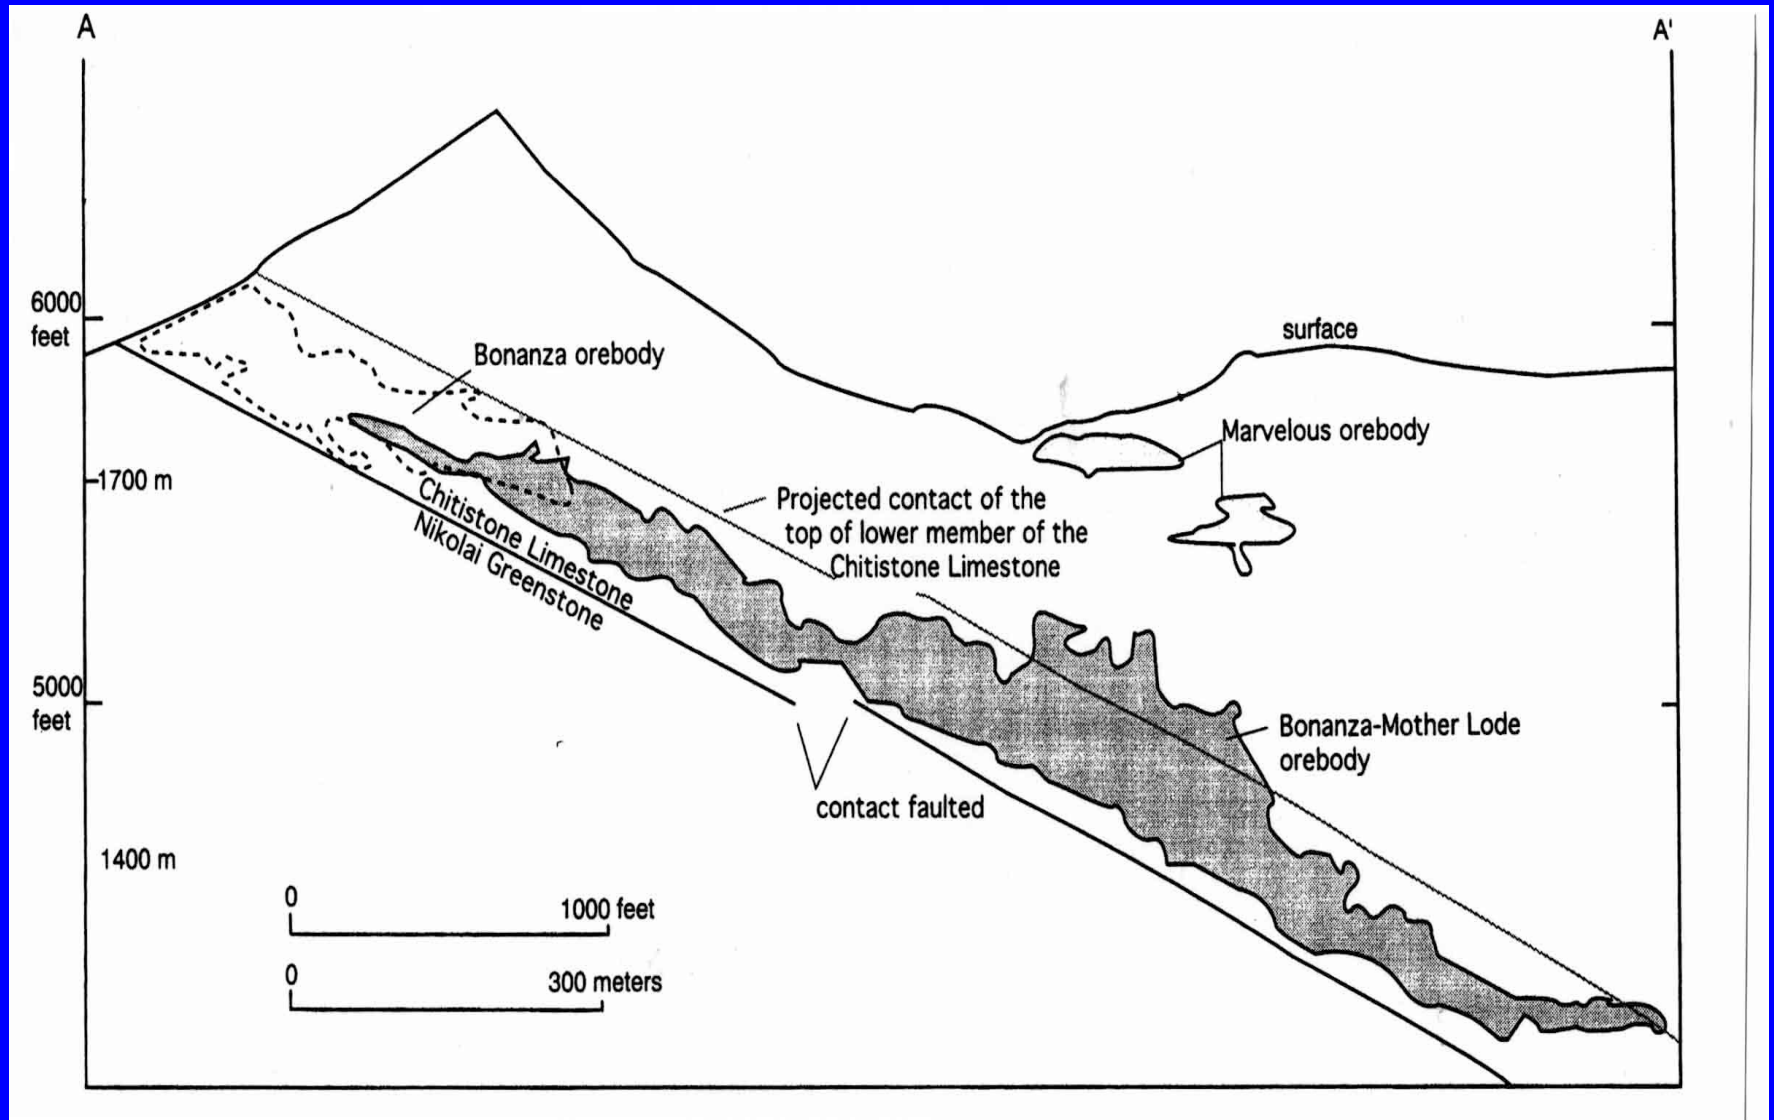 A
A'
6000
feet
surface
Bonanza orebody
Marvelous orebody
1700 m
Chitistone Limestone
Nikolai Greenstone
Projected contact of the
top of lower member of the
Chitistone Limestone
5000
feet
Bonanza-Mother Lode
orebody
contact faulted
1400 m
0
1000 feet
0
300 meters